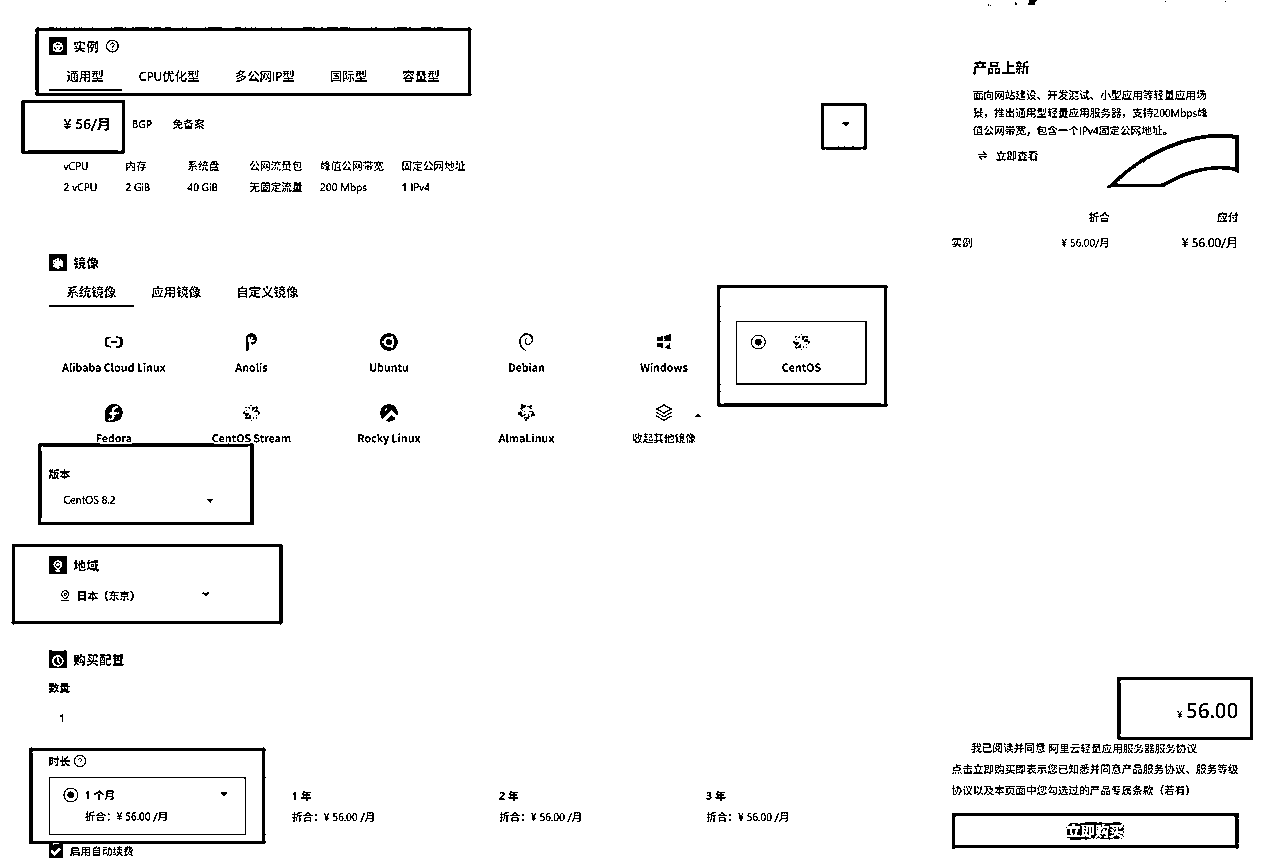 实例
通用型 CPU优化型 多公网IP型 国际型 容量型
¥ 56/月 BGP 免备案
vCPU 内存 系统盘 公网流量包 峰值公网带宽 固定公网地址
2 vCPU 2 GiB 40 GiB 无固定流量 200 Mbps 1 IPv4
镜像
系统镜像 应用镜像 自定义镜像
Alibaba Cloud Linux Anolis Ubuntu Debian Windows CentOS
Fedora CentOS Stream Rocky Linux AlmaLinux 收起其他镜像
版本
CentOS 8.2
地域
日本（东京）
购买配置
数量
1
时长
1 个月 1 年 2 年 3 年
折合：¥ 56.00 /月 折合：¥ 56.00 /月 折合：¥ 56.00 /月 折合：¥ 56.00 /月
启用自动续费
产品上新
面向网站建设、开发测试、小型应用等轻量应用场
景，推出通用型轻量应用服务器，支持200Mbps峰
值公网带宽，包含一个IPv4固定公网地址。
立即查看
折合 应付
实例 ¥ 56.00/月 ¥ 56.00/月
¥ 56.00
我已阅读并同意 阿里云轻量应用服务器服务协议
点击立即购买即表示您已知悉并同意产品服务协议、服务等级
协议以及本页面中您勾选过的产品专属条款（若有）
立即购买